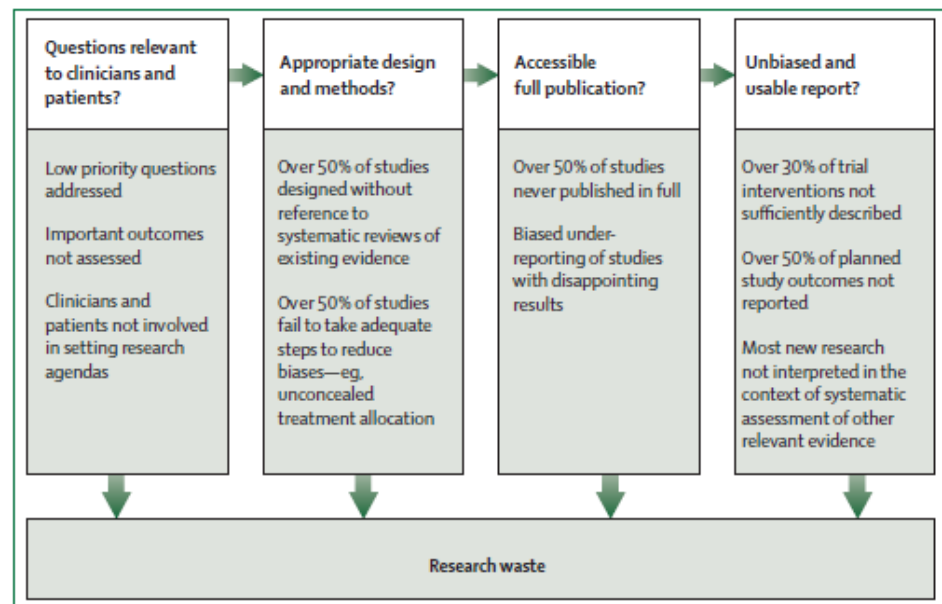 Questions relevant
to clinicians and
patients?
Low priority questions
addressed
Important outcomes
not assessed
Clinicians and
patients not involved
in setting research
agendas
Appropriate design
and methods?
Over 50% of studies
designed without
reference to
systematic reviews of
existing evidence
Over 50% of studies
fail to take adequate
steps to reduce
biases—eg,
unconcealed
treatment allocation
Accessible
full publication?
Over 50% of studies
never published in full
Biased under-
reporting of studies
with disappointing
results
Unbiased and
usable report?
Over 30% of trial
interventions not
sufficiently described
Over 50% of planned
study outcomes not
reported
Most new research
not interpreted in the
context of systematic
assessment of other
relevant evidence
Research waste